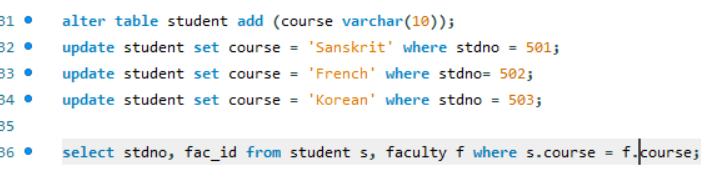 31 alter table student add (course varchar(10));
32 update student set course = 'Sanskrit' where stdno = 501;
33 update student set course = 'French' where stdno= 502;
34 update student set course = 'Korean' where stdno = 503;
35
36 select stdno, fac_id from student s, faculty f where s.course = f.course;